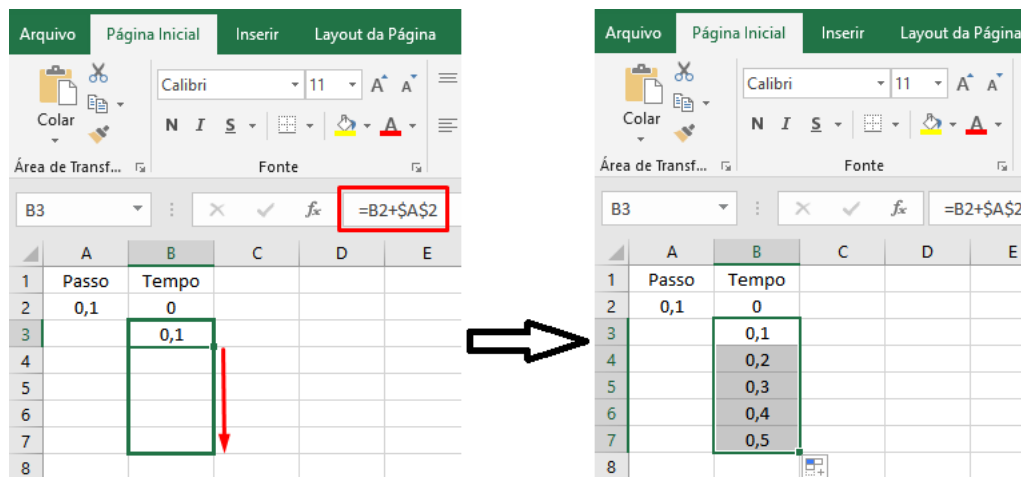 Arquivo Página Inicial Inserir Layout da Página
Calibri 11 A A
Colar
N I S A
Área de Transf... Fonte
B3 fx =B2+$A$2
A B C D E
1 Passo Tempo
2 0,1 0
3 0,1
4
5
6
7
8
Arquivo Página Inicial Inserir Layout da Página
Calibri 11 A A
Colar
N I S A
Área de Transf... Fonte
B3 fx =B2+$A$2
A B C D E
1 Passo Tempo
2 0,1 0
3 0,1
4 0,2
5 0,3
6 0,4
7 0,5
8